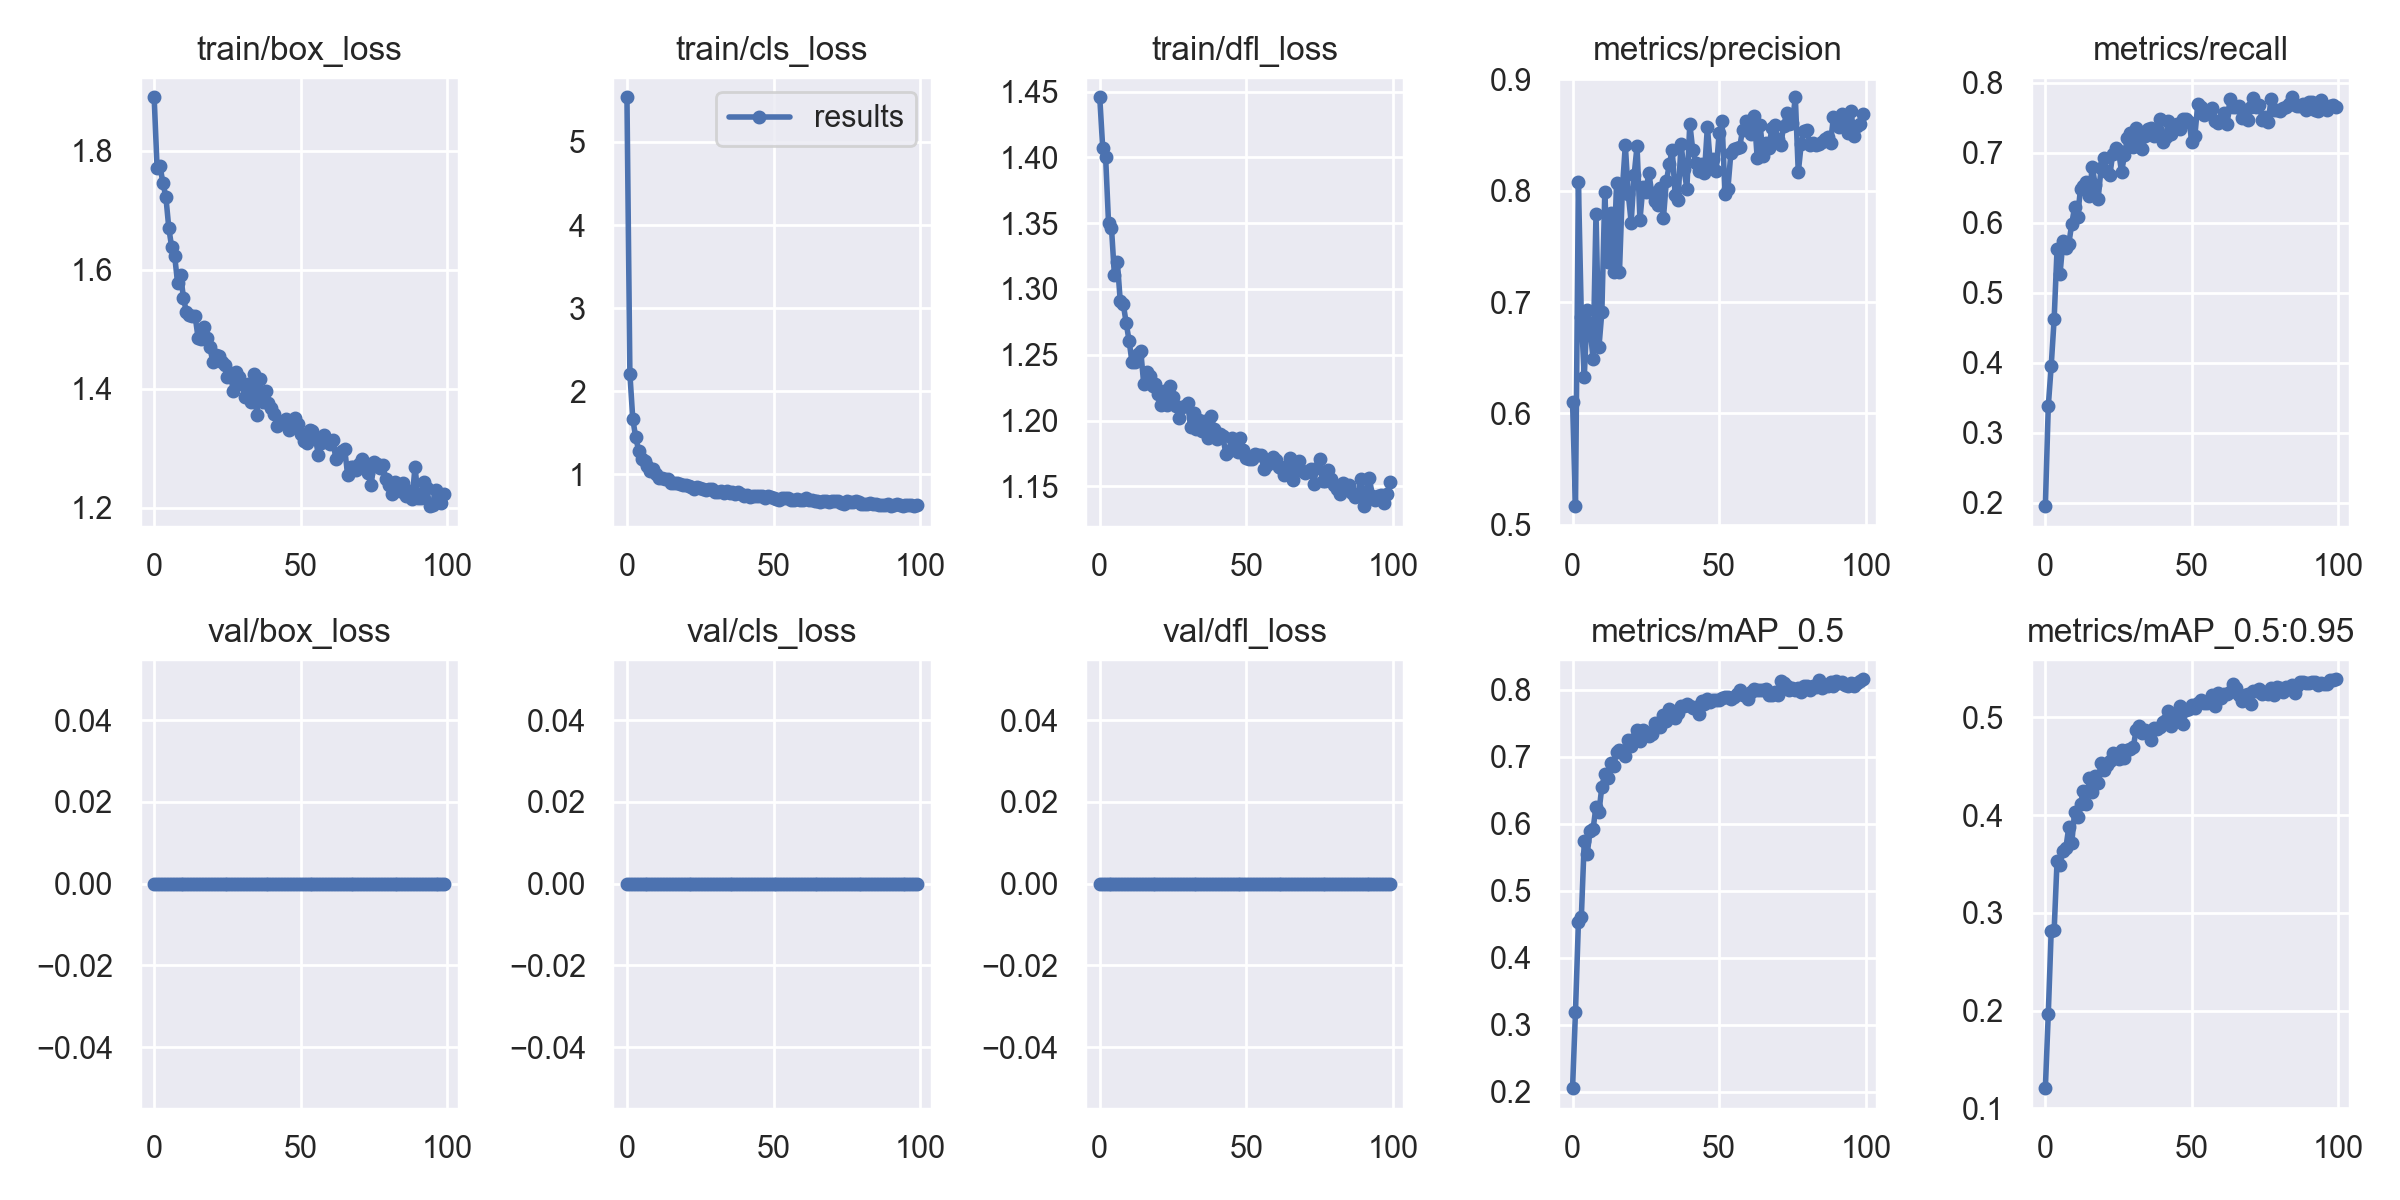 train/box_loss
train/cls_loss
train/dfl_loss
metrics/precision
metrics/recall
1.8
1.6
1.4
1.2
0 50 100
results
5
4
3
2
1
0 50 100
1.45
1.40
1.35
1.30
1.25
1.20
1.15
0 50 100
0.9
0.8
0.7
0.6
0.5
0 50 100
0.8
0.7
0.6
0.5
0.4
0.3
0.2
0 50 100
val/box_loss
val/cls_loss
val/dfl_loss
metrics/mAP_0.5
metrics/mAP_0.5:0.95
0.04
0.02
0.00
−0.02
−0.04
0 50 100
0.04
0.02
0.00
−0.02
−0.04
0 50 100
0.04
0.02
0.00
−0.02
−0.04
0 50 100
0.8
0.7
0.6
0.5
0.4
0.3
0.2
0 50 100
0.5
0.4
0.3
0.2
0.1
0 50 100